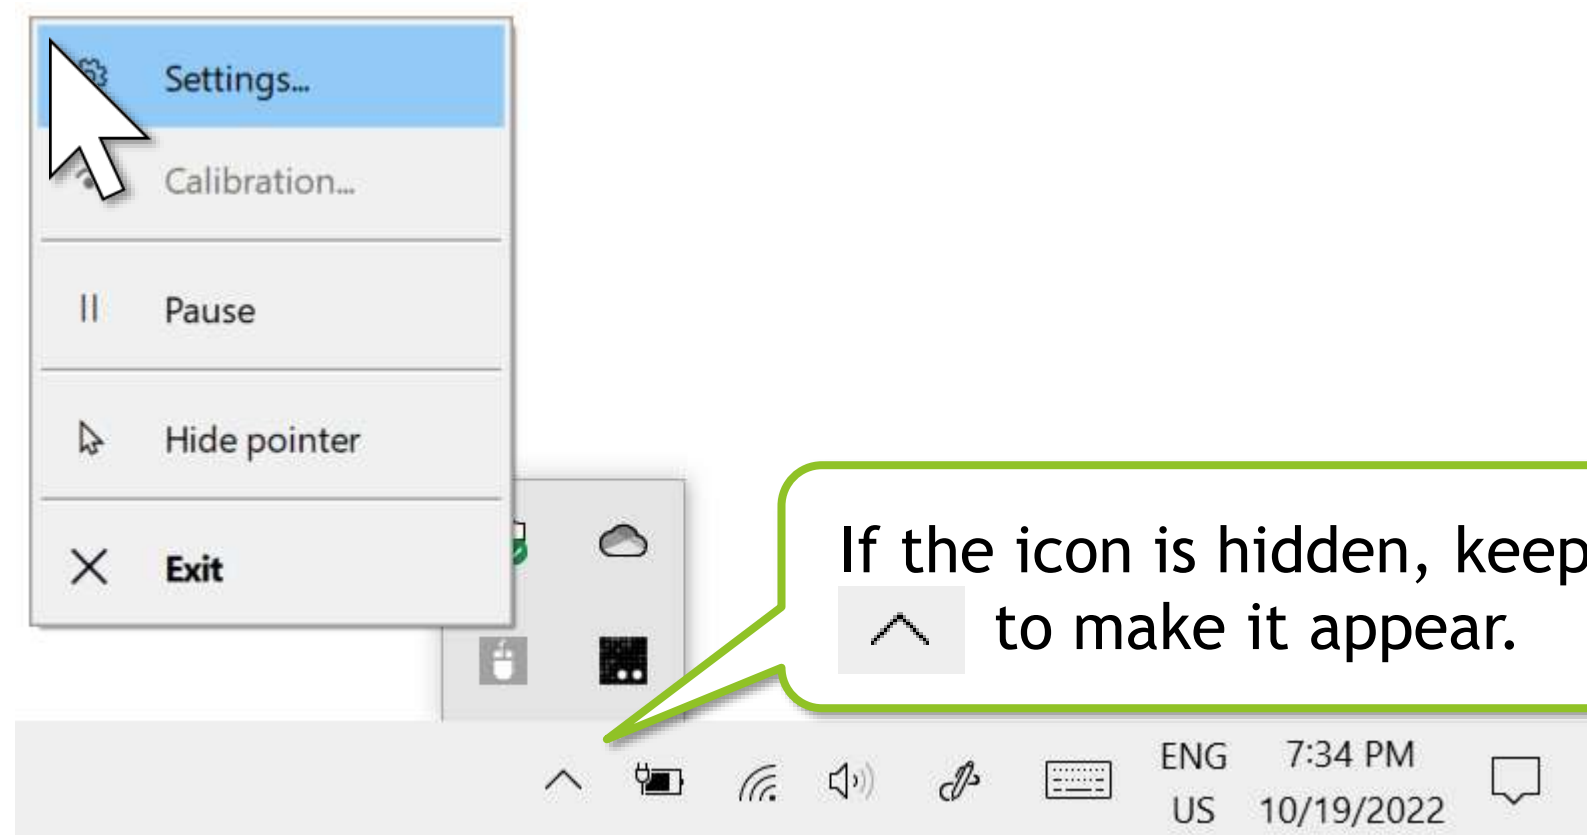 Settings...
Calibration...
Pause
Hide pointer
Exit
If the icon is hidden, keep
to make it appear.
ENG 7:34 PM
US 10/19/2022